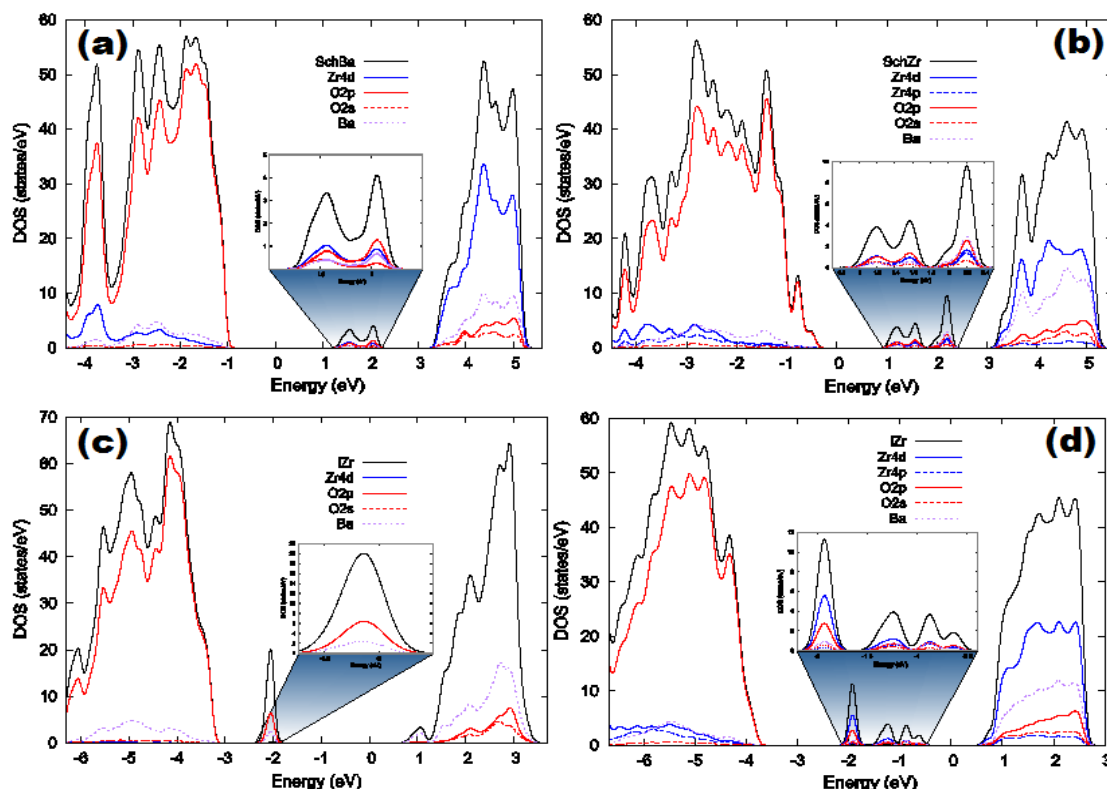 (a)
DOS (states/eV)
60
50
40
30
20
10
0
SchBa
Zr4d
O2p
O2s
Ba
-4 -3 -2 -1 0 1 2 3 4 5
Energy (eV)
(b)
DOS (states/eV)
60
50
40
30
20
10
0
SchZr
Zr4d
Zr4p
O2p
O2s
Ba
-4 -3 -2 -1 0 1 2 3 4 5
Energy (eV)
(c)
DOS (states/eV)
70
60
50
40
30
20
10
0
IZr
Zr4d
O2p
O2s
Ba
-6 -5 -4 -3 -2 -1 0 1 2 3
Energy (eV)
(d)
DOS (states/eV)
60
50
40
30
20
10
0
IZr
Zr4d
Zr4p
O2p
O2s
Ba
-6 -5 -4 -3 -2 -1 0 1 2 3
Energy (eV)